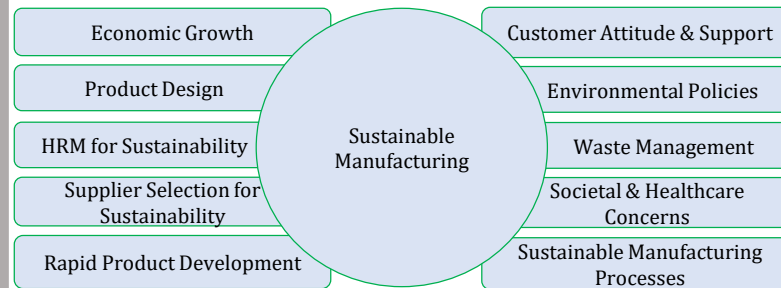 Economic Growth
Product Design
HRM for Sustainability
Supplier Selection for
Sustainability
Rapid Product Development
Sustainable
Manufacturing
Customer Attitude & Support
Environmental Policies
Waste Management
Societal & Healthcare
Concerns
Sustainable Manufacturing
Processes